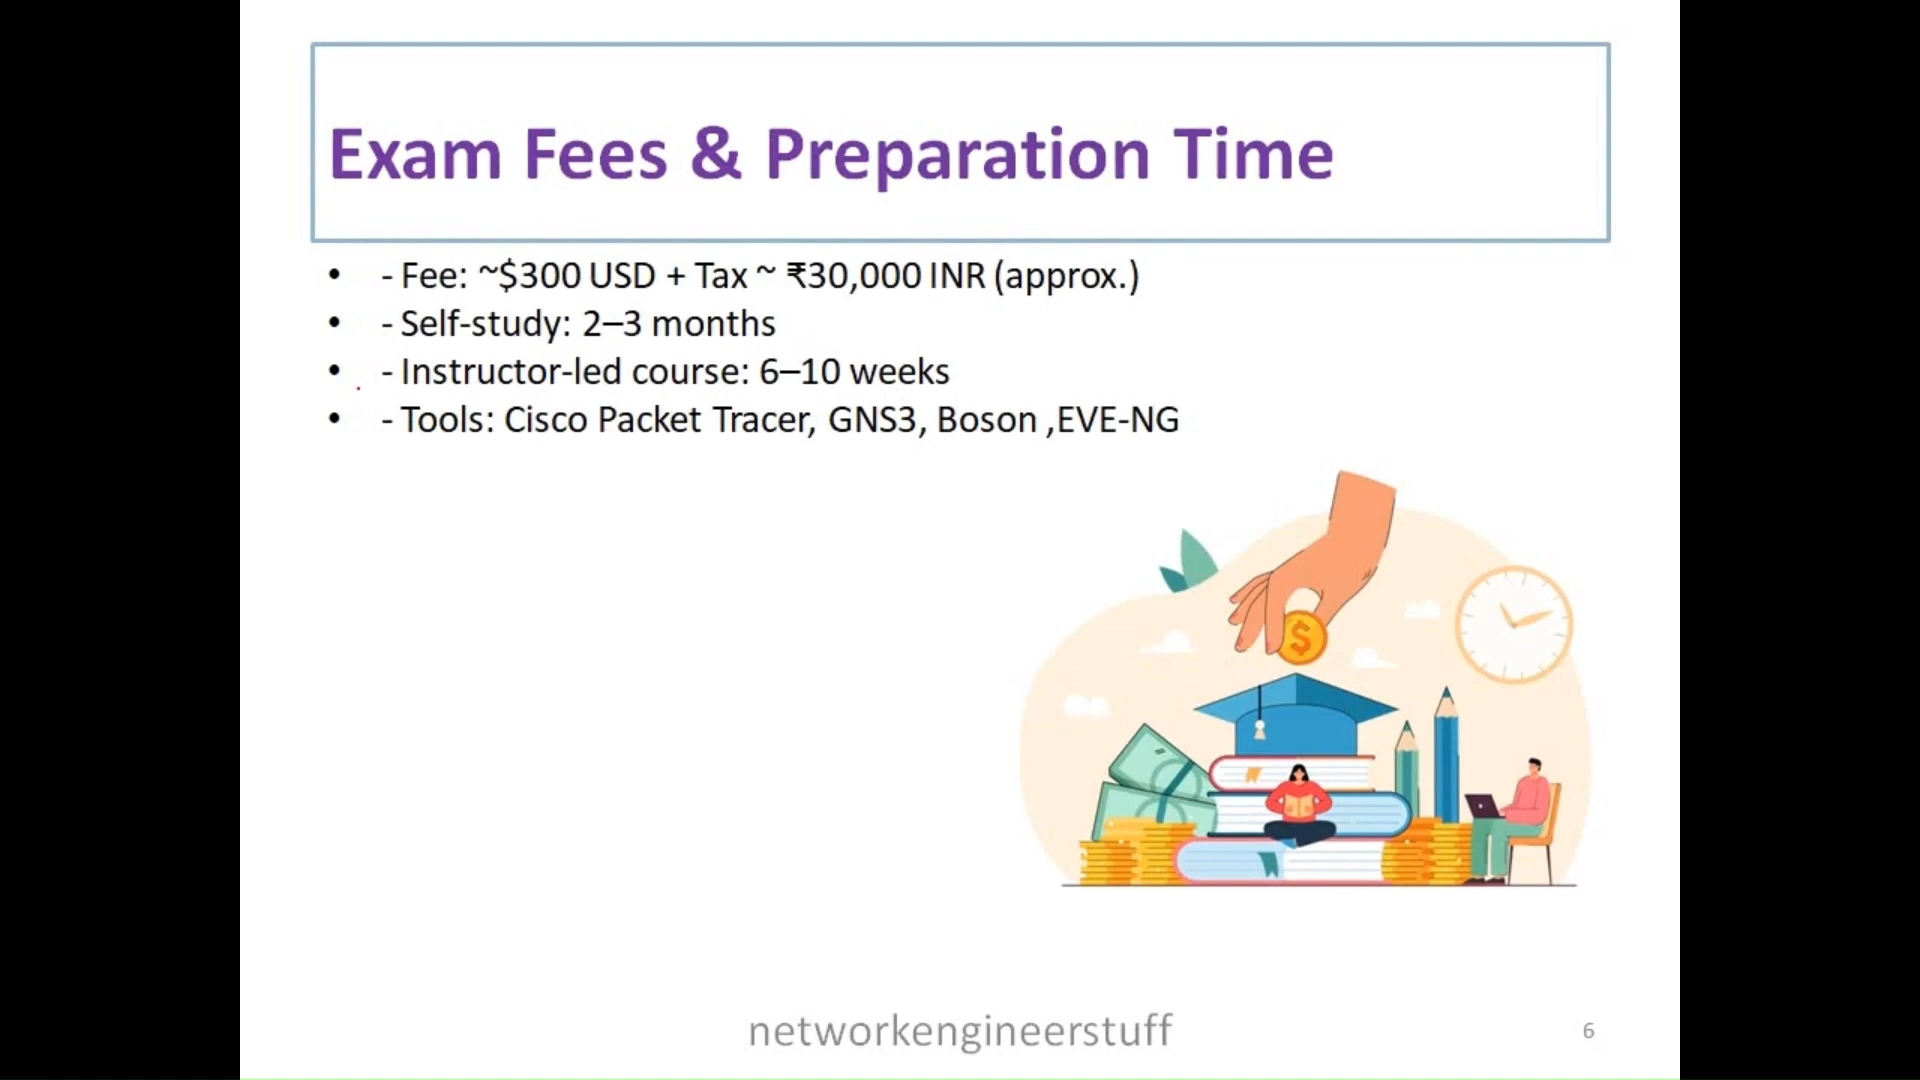 Exam Fees & Preparation Time
• - Fee: ~$300 USD + Tax ~ ₹30,000 INR (approx.)
• - Self-study: 2–3 months
• - Instructor-led course: 6–10 weeks
• - Tools: Cisco Packet Tracer, GNS3, Boson ,EVE-NG
$
networkengineerstuff
6